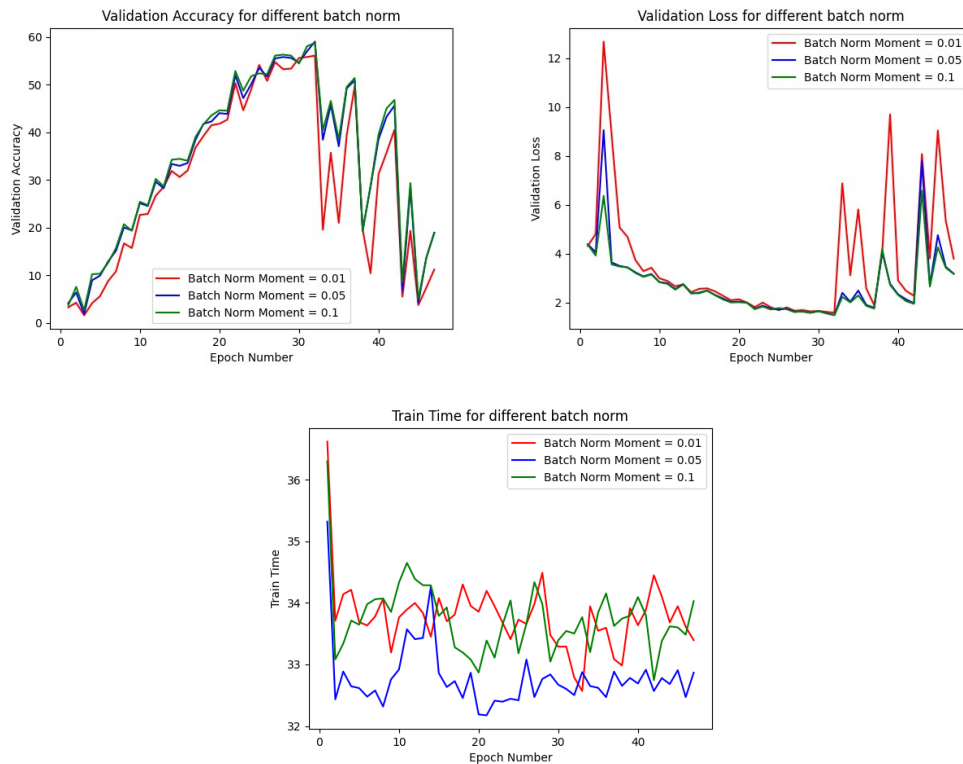 Validation Accuracy for different batch norm
60
50
40
30
20
10
0
Validation Accuracy
Batch Norm Moment = 0.01
Batch Norm Moment = 0.05
Batch Norm Moment = 0.1
0 10 20 30 40
Epoch Number
Validation Loss for different batch norm
12
10
8
6
4
2
Validation Loss
Batch Norm Moment = 0.01
Batch Norm Moment = 0.05
Batch Norm Moment = 0.1
0 10 20 30 40
Epoch Number
Train Time for different batch norm
36
35
34
33
32
Train Time
Batch Norm Moment = 0.01
Batch Norm Moment = 0.05
Batch Norm Moment = 0.1
0 10 20 30 40
Epoch Number